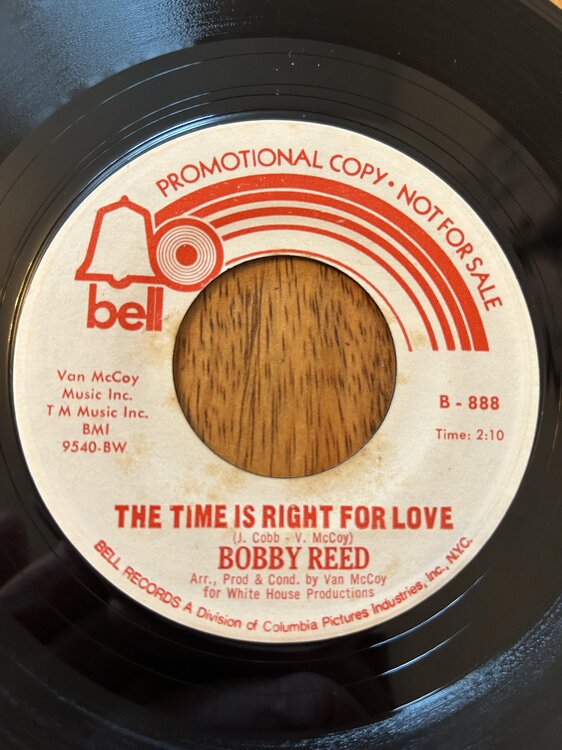 PROMOTIONAL COPY • NOT FOR SALE
bell
Van McCoy
Music Inc.
T M Music Inc.
BMI
9540-BW
B - 888
Time: 2:10
THE TIME IS RIGHT FOR LOVE
(J. Cobb - V. McCoy)
BOBBY REED
Arr., Prod & Cond. by Van McCoy
for White House Productions
BELL RECORDS A Division of Columbia Pictures Industries, Inc., N.Y.C.